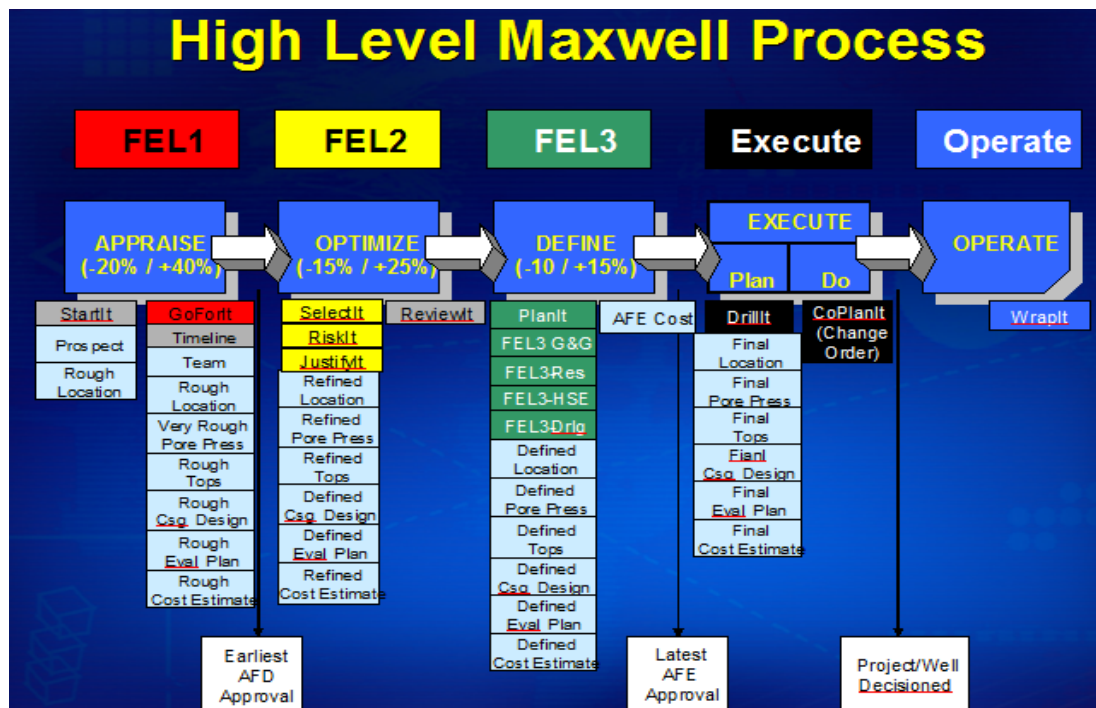 High Level Maxwell Process
FEL1
FEL2
FEL3
Execute
Operate
APPRAISE
(-20% / +40%)
OPTIMIZE
(-15% / +25%)
DEFINE
(-10 / +15%)
EXECUTE
Plan
Do
OPERATE
StartIt
Prospect
Rough
Location
GoForIt
Timeline
Team
Rough
Location
Very Rough
Pore Press
Rough
Tops
Rough
Csg. Design
Rough
Eval Plan
Rough
Cost Estimate
SelectIt
RiskIt
JustifyIt
Refined
Location
Refined
Pore Press
Refined
Tops
Defined
Csg. Design
Defined
Eval Plan
Refined
Cost Estimate
ReviewIt
PlanIt
FEL3 G&G
FEL3-Res
FEL3-HSE
FEL3-Drlg
Defined
Location
Defined
Pore Press
Defined
Tops
Defined
Csg. Design
Defined
Eval Plan
Defined
Cost Estimate
AFE Cost
DrillIt
Final
Location
Final
Pore Press
Final
Tops
Fianl
Csg. Design
Final
Eval Plan
Final
Cost Estimate
CoPlanIt
(Change
Order)
WrapIt
Earliest
AFD
Approval
Latest
AFE
Approval
Project/Well
Decisioned